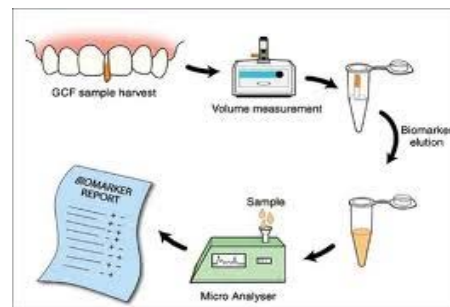 GCF sample harvest
Volume measurement
Biomarker
elution
Sample
Micro Analyser
BIOMARKER
REPORT